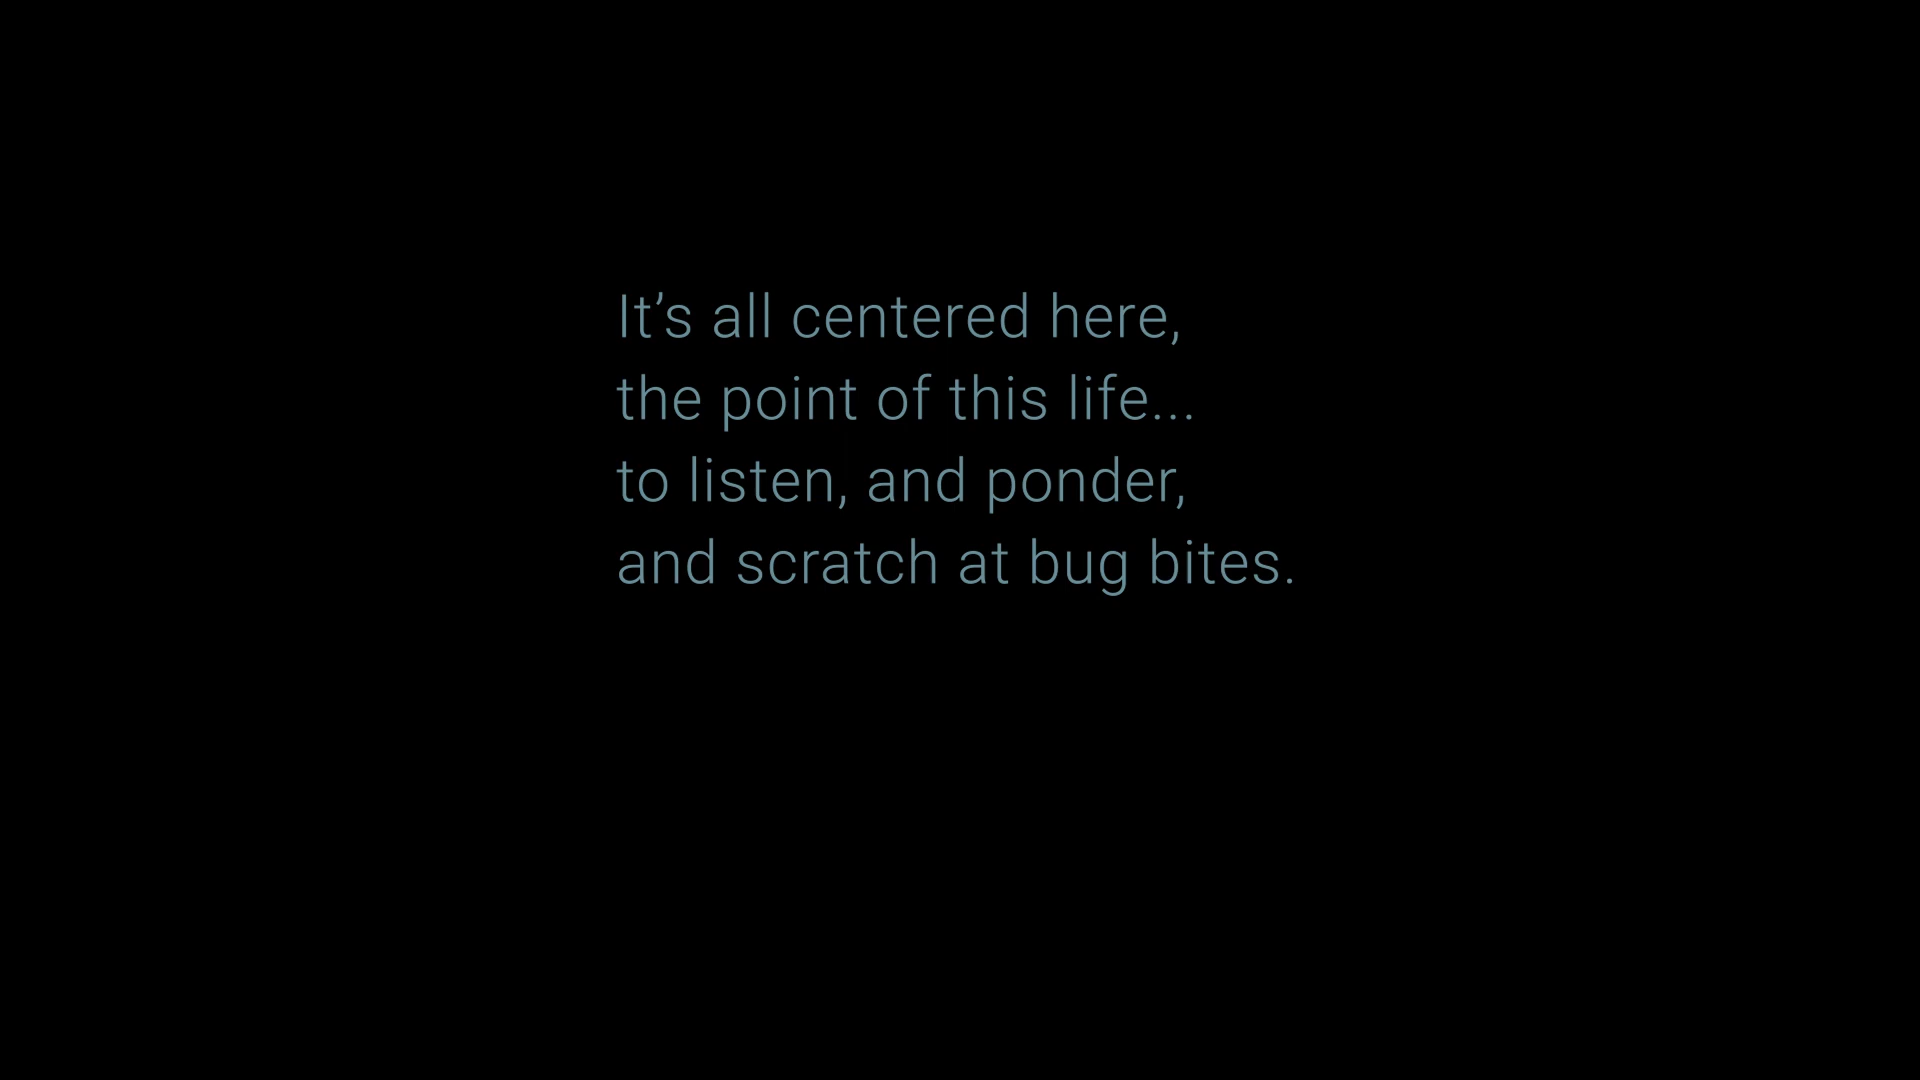 It’s all centered here,
the point of this life...
to listen, and ponder,
and scratch at bug bites.